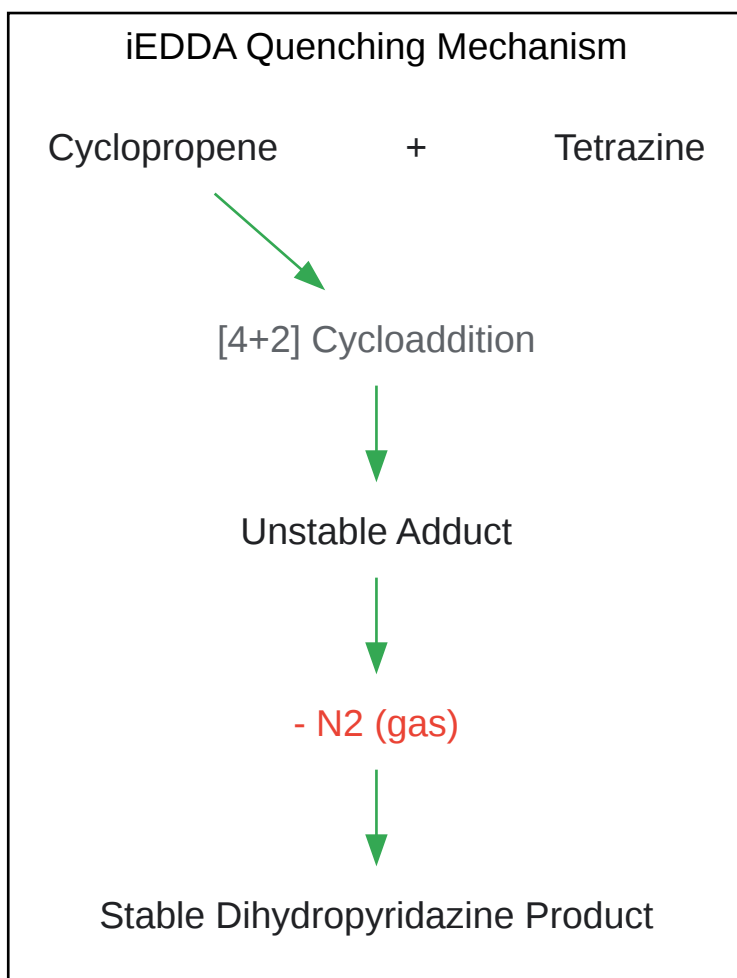 iEDDA Quenching Mechanism
Cyclopropene + Tetrazine
[4+2] Cycloaddition
Unstable Adduct
- N2 (gas)
Stable Dihydropyridazine Product